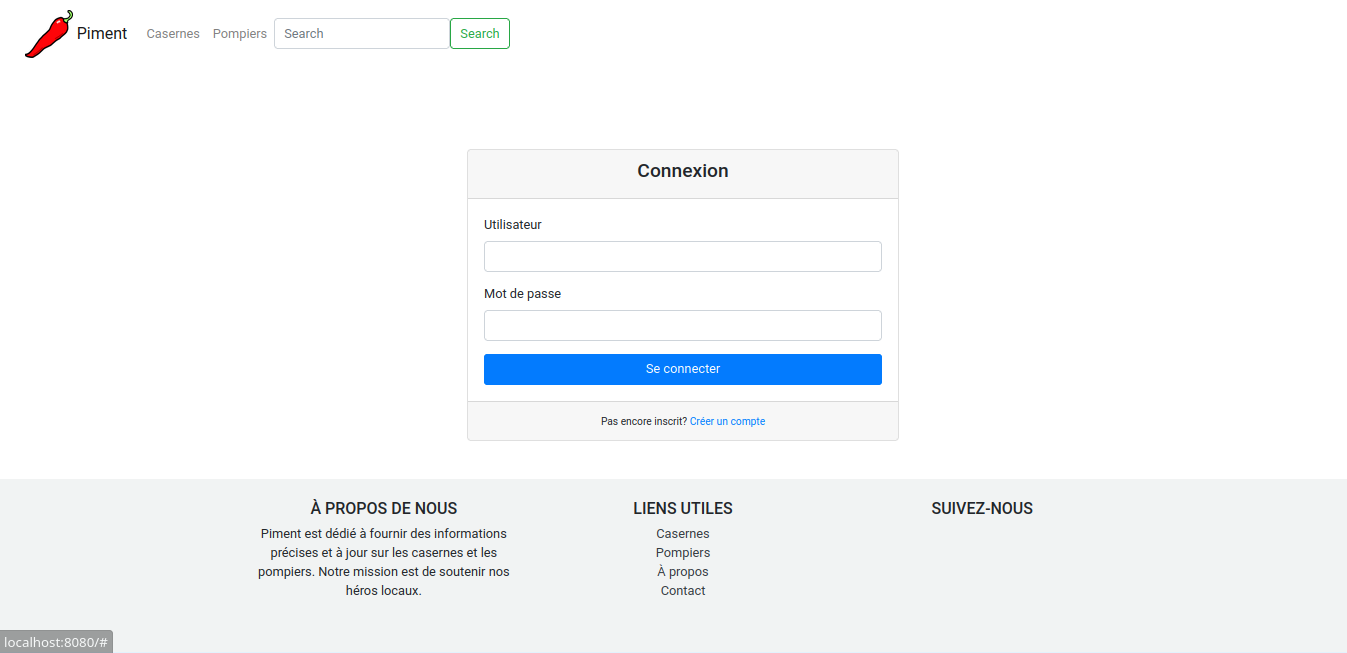 Piment Casernes Pompiers Search Search
Connexion
Utilisateur
Mot de passe
Se connecter
Pas encore inscrit? Créer un compte
À PROPOS DE NOUS
Piment est dédié à fournir des informations
précises et à jour sur les casernes et les
pompiers. Notre mission est de soutenir nos
héros locaux.
LIENS UTILES
Casernes
Pompiers
À propos
Contact
SUIVEZ-NOUS
localhost:8080/#